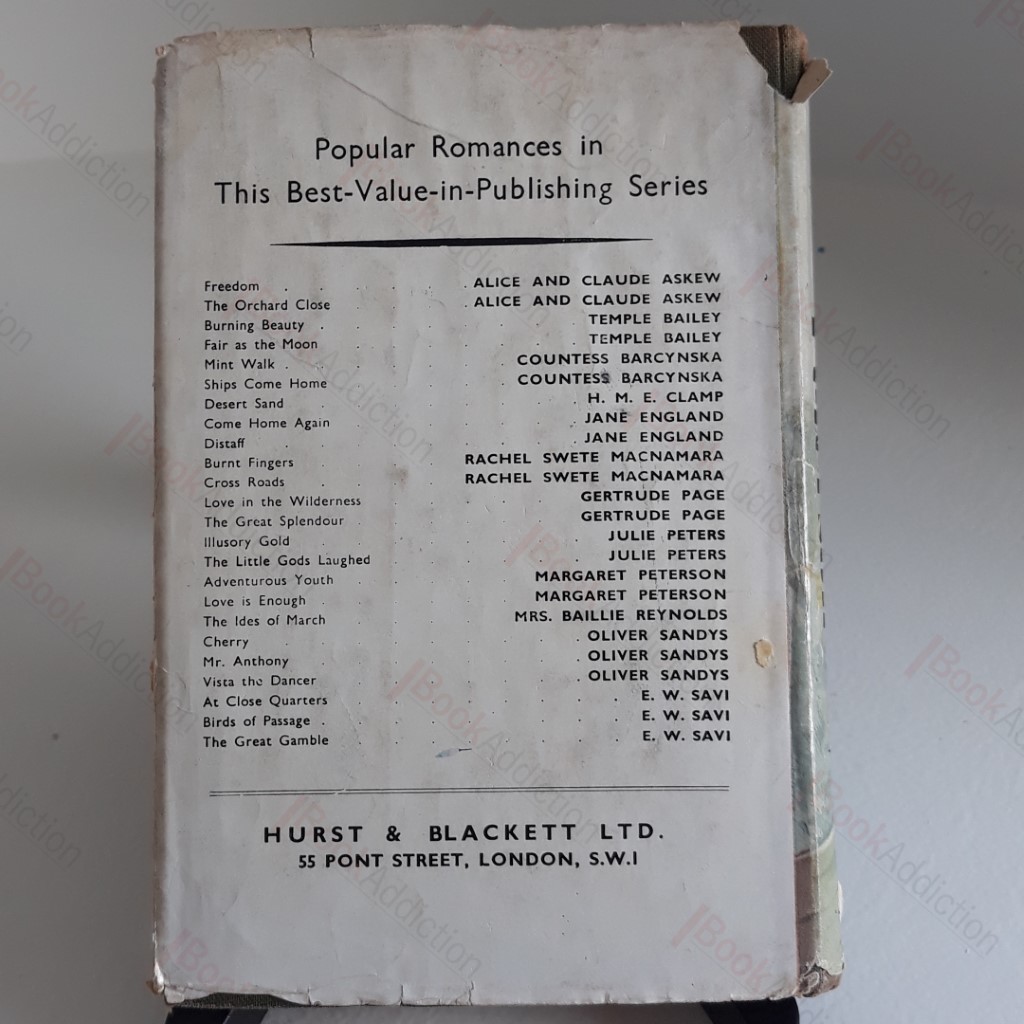 Popular Romances in
This Best-Value-in-Publishing Series
Freedom . . . . . . ALICE AND CLAUDE ASKEW
The Orchard Close . . . . ALICE AND CLAUDE ASKEW
Burning Beauty . . . . . . . TEMPLE BAILEY
Fair as the Moon . . . . . . . TEMPLE BAILEY
Mint Walk . . . . . . COUNTESS BARCYNSKA
Ships Come Home . . . . . COUNTESS BARCYNSKA
Desert Sand . . . . . . . . H. M. E. CLAMP
Come Home Again . . . . . . . JANE ENGLAND
Distaff . . . . . . . . JANE ENGLAND
Burnt Fingers . . . . . RACHEL SWETE MACNAMARA
Cross Roads . . . . . RACHEL SWETE MACNAMARA
Love in the Wilderness . . . . . . GERTRUDE PAGE
The Great Splendour . . . . . . . GERTRUDE PAGE
Illusory Gold . . . . . . . . JULIE PETERS
The Little Gods Laughed . . . . . . JULIE PETERS
Adventurous Youth . . . . . MARGARET PETERSON
Love is Enough . . . . . . MARGARET PETERSON
The Ides of March . . . . . MRS. BAILLIE REYNOLDS
Cherry . . . . . . . . OLIVER SANDYS
Mr. Anthony . . . . . . . OLIVER SANDYS
Vista the Dancer . . . . . . . OLIVER SANDYS
At Close Quarters . . . . . . . E. W. SAVI
Birds of Passage . . . . . . . . E. W. SAVI
The Great Gamble . . . . . . . E. W. SAVI
HURST & BLACKETT LTD.
55 PONT STREET, LONDON, S.W.1
BookAddiction